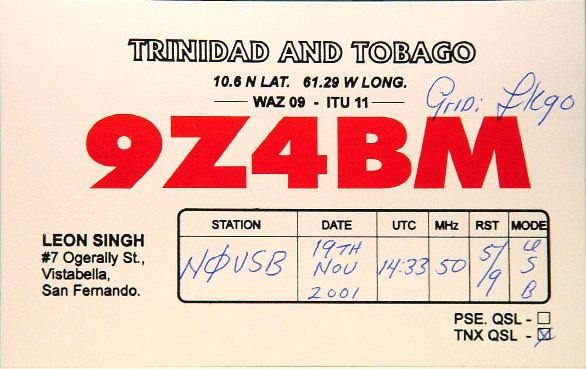 TRINIDAD AND TOBAGO
10.6 N LAT. 61.29 W LONG.
WAZ 09 - ITU 11
Grid: fk90
9Z4BM
STATION DATE UTC MHz RST MODE
LEON SINGH
#7 Ogerally St.,
Vistabella,
San Fernando.
NØUSB 19TH NOV 2001 14:33 50 5/9 USB
PSE. QSL - ☐
TNX QSL - ☒